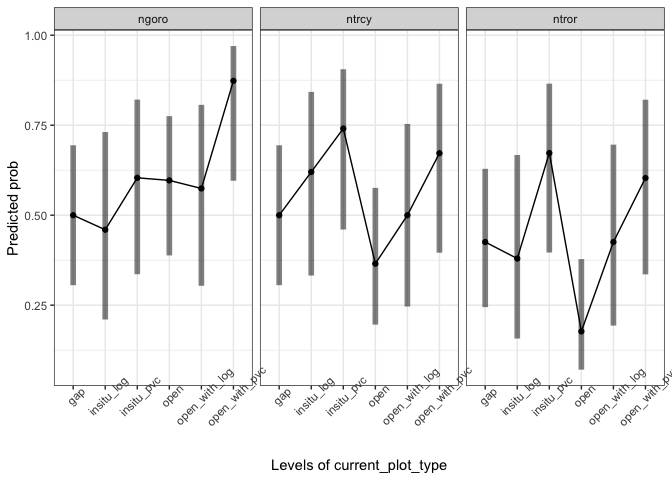 ngoro ntrcy ntror
1.00
0.75
0.50
0.25
Predicted prob
gap insitu_log insitu_pvc open open_with_log open_with_pvc gap insitu_log insitu_pvc open open_with_log open_with_pvc gap insitu_log insitu_pvc open open_with_log open_with_pvc
Levels of current_plot_type